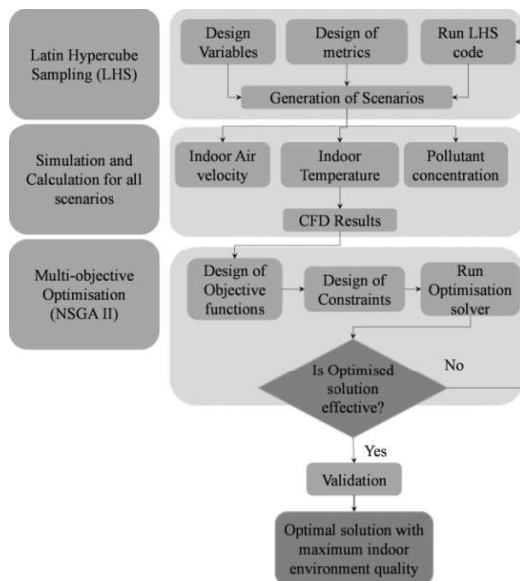 Latin Hypercube
Sampling (LHS)
Design
Variables
Design of
metrics
Run LHS
code
Generation of Scenarios
Simulation and
Calculation for all
scenarios
Indoor Air
velocity
Indoor
Temperature
Pollutant
concentration
CFD Results
Multi-objective
Optimisation
(NSGA II)
Design of
Objective
functions
Design of
Constraints
Run
Optimisation
solver
Is Optimised
solution
effective?
No
Yes
Validation
Optimal solution with
maximum indoor
environment quality